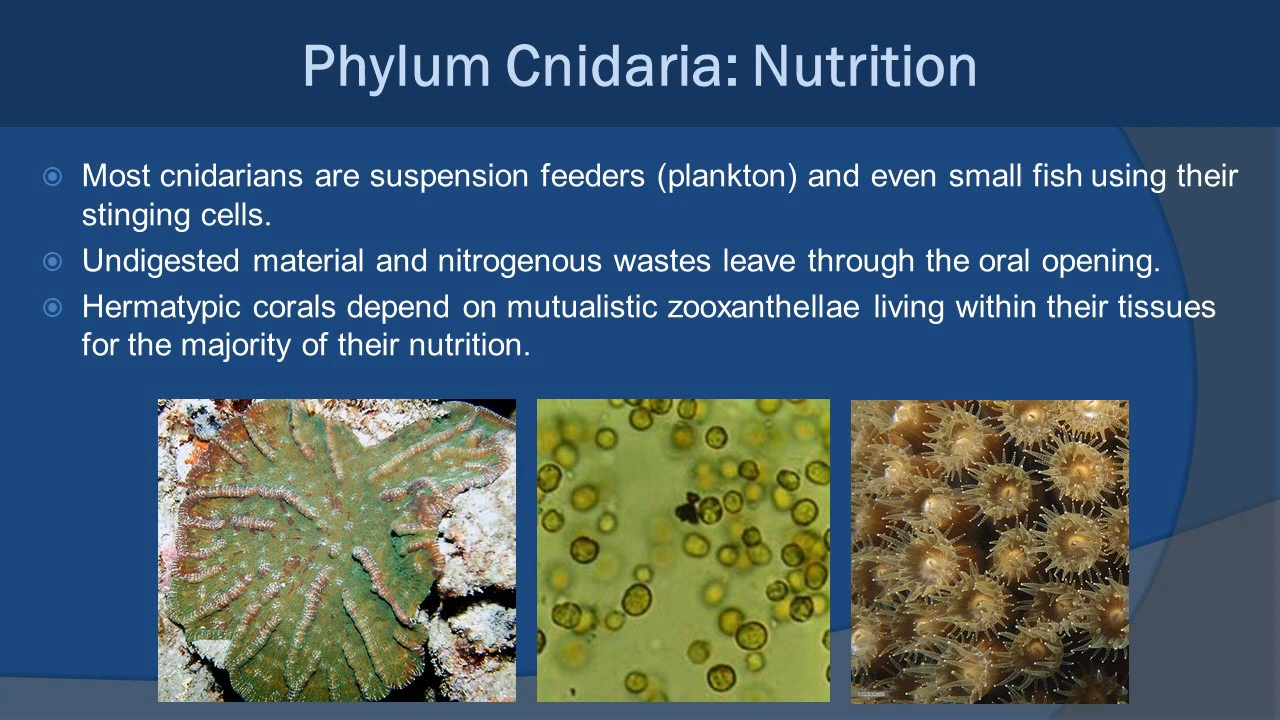 Phylum Cnidaria: Nutrition
Most cnidarians are suspension feeders (plankton) and even small fish using their
stinging cells.
Undigested material and nitrogenous wastes leave through the oral opening.
Hermatypic corals depend on mutualistic zooxanthellae living within their tissues
for the majority of their nutrition.